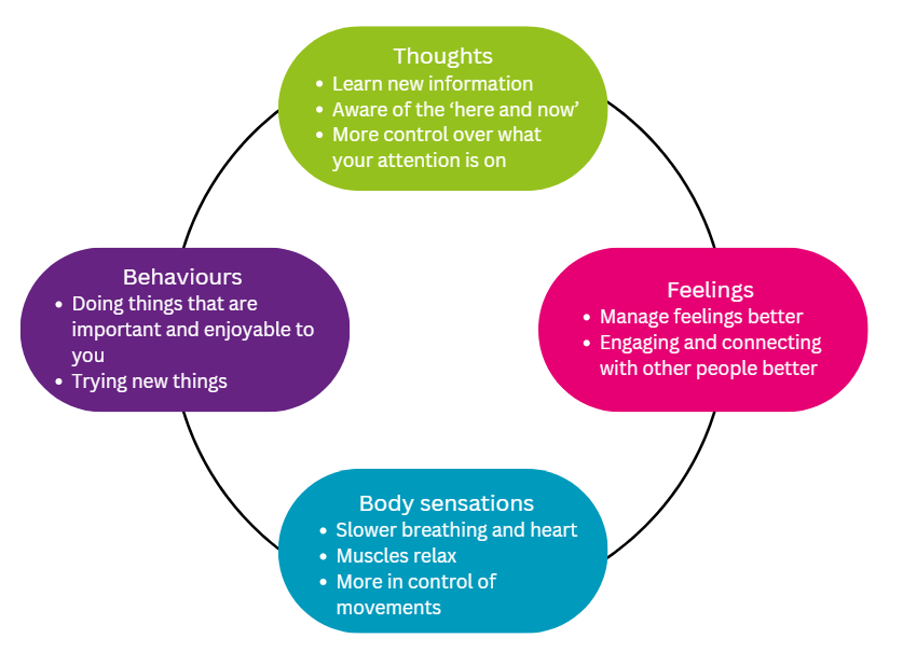 Thoughts
• Learn new information
• Aware of the ‘here and now’
• More control over what
your attention is on
Behaviours
• Doing things that are
important and enjoyable to
you
• Trying new things
Feelings
• Manage feelings better
• Engaging and connecting
with other people better
Body sensations
• Slower breathing and heart
• Muscles relax
• More in control of
movements